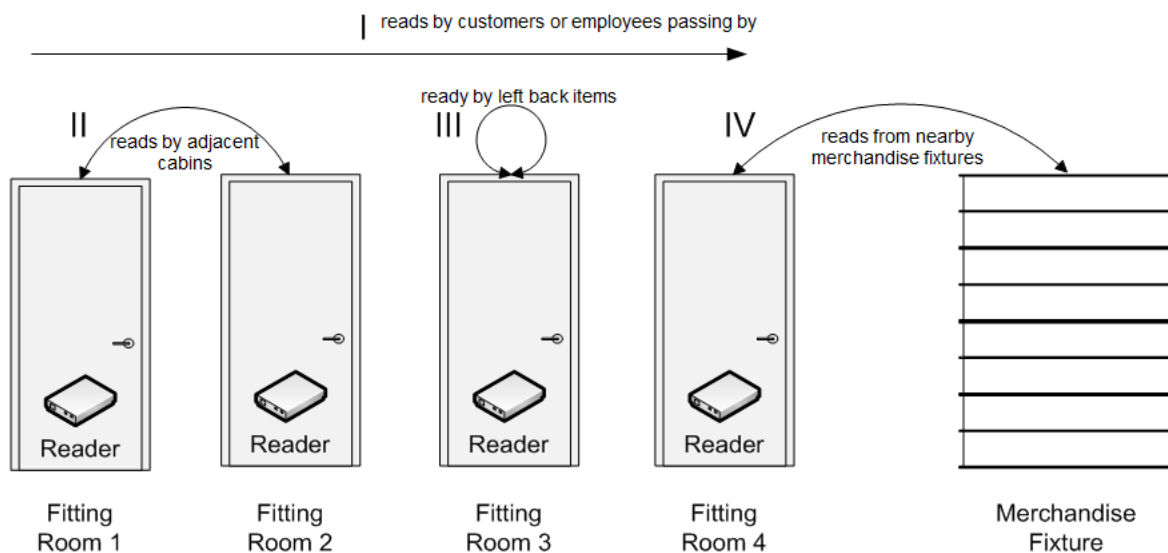 I reads by customers or employees passing by
II
reads by adjacent
cabins
III
ready by left back items
IV
reads from nearby
merchandise fixtures
Reader
Reader
Reader
Reader
Fitting
Room 1
Fitting
Room 2
Fitting
Room 3
Fitting
Room 4
Merchandise
Fixture